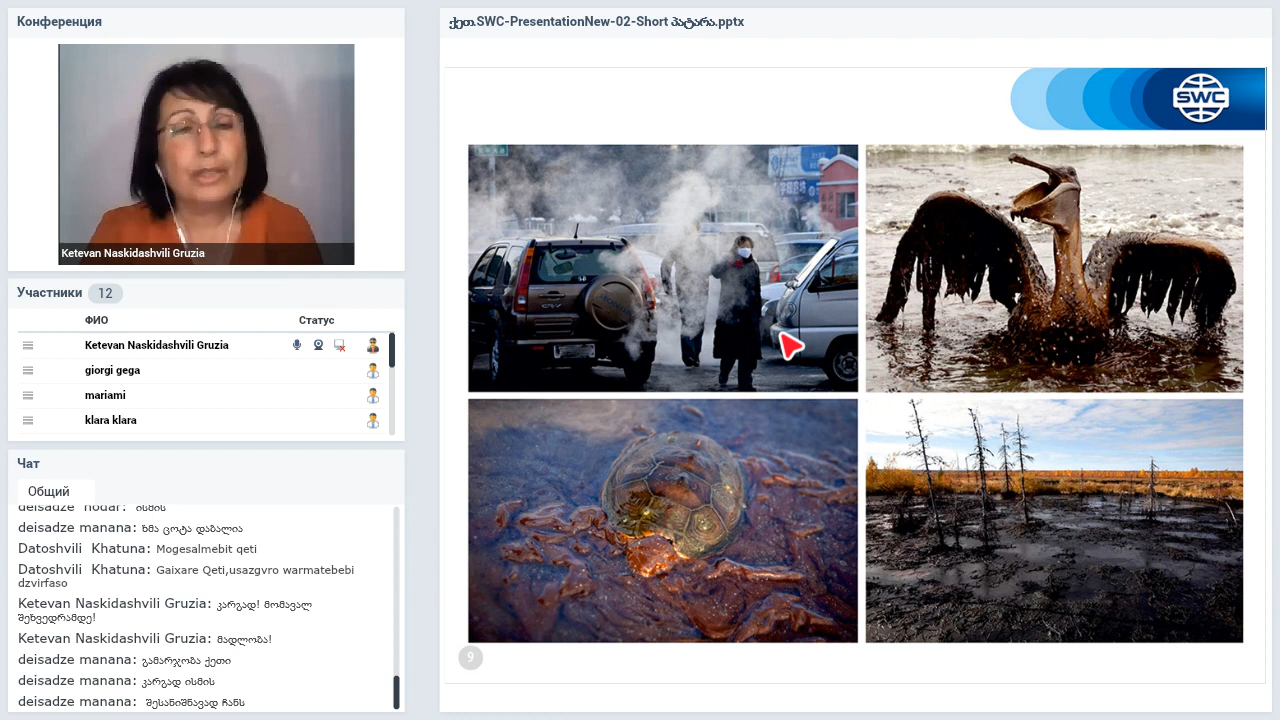 Конференция
Ketevan Naskidashvili Gruzia
Участники 12
ФИО Статус
Ketevan Naskidashvili Gruzia
giorgi gega
mariami
klara klara
Чат
Общий
deisadze nodar: ისმის
deisadze manana: ხმა ცოტა დაბალია
Datoshvili Khatuna: Mogesalmebit qeti
Datoshvili Khatuna: Gaixare Qeti,usazgvro warmatebebi
dzvirfaso
Ketevan Naskidashvili Gruzia: კარგად! მომავალ
შეხვედრამდე!
Ketevan Naskidashvili Gruzia: მადლობა!
deisadze manana: გამარჯობა ქეთი
deisadze manana: კარგად ისმის
deisadze manana: შესანიშნავად ჩანს
ქეთ.SWC-PresentationNew-02-Short პატარა.pptx
SWC
9